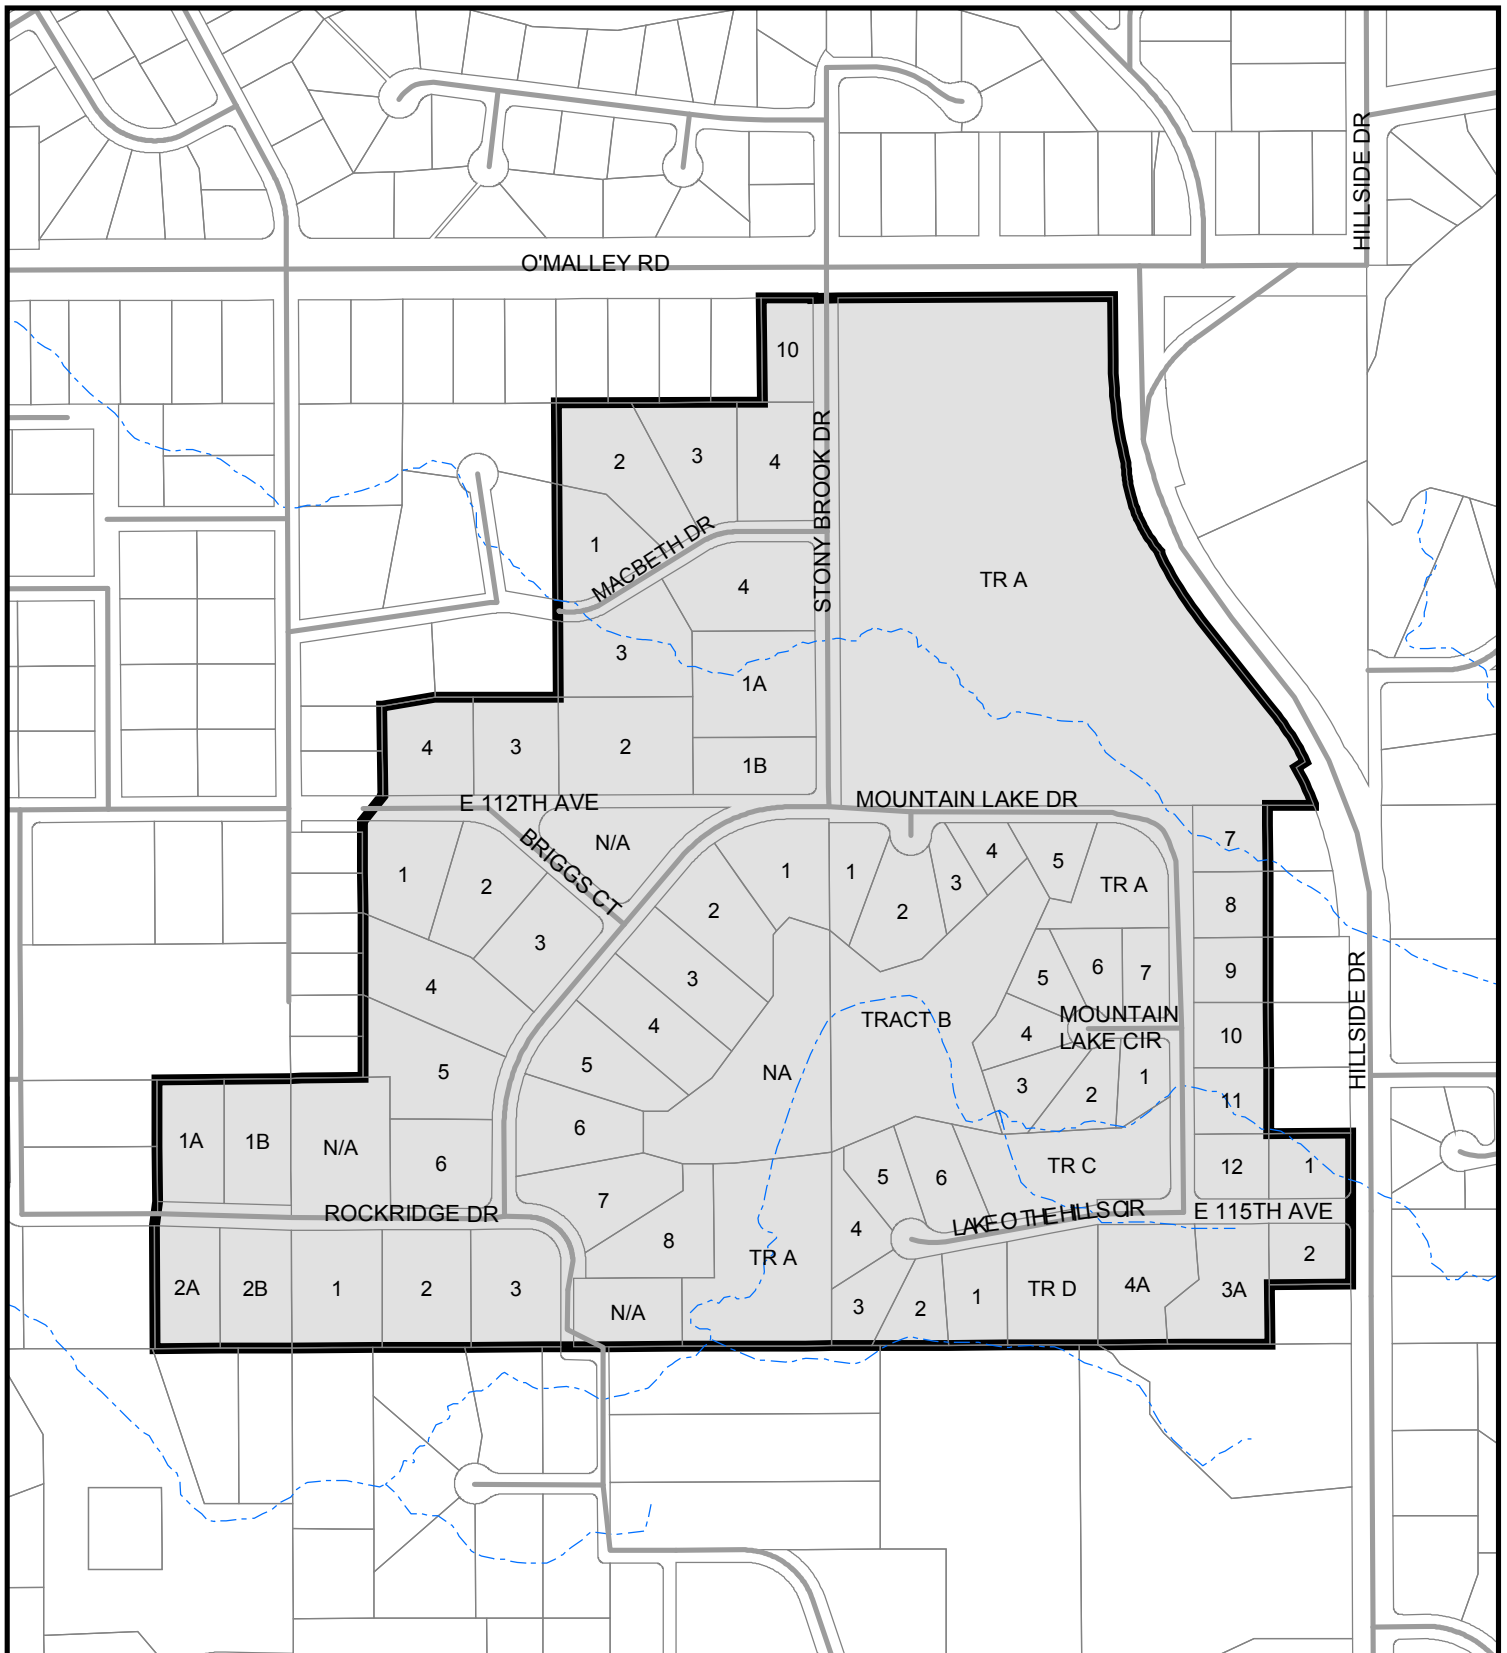 HILLSIDE DR
O'MALLEY RD
10
STONY BROOK DR
2
3
4
1
MACBETH DR
TR A
4
3
1A
4
3
2
1B
E 112TH AVE
MOUNTAIN LAKE DR
N/A
BRIGGS CT
7
1
2
3
1
2
1
2
3
4
5
TR A
8
4
3
5
6
7
9
TRACT B
MOUNTAIN
LAKE CIR
4
4
10
HILLSIDE DR
5
5
NA
3
2
1
11
6
1A
1B
N/A
6
5
6
TR C
12
1
7
ROCKRIDGE DR
LAKE O THE HILLS CIR
E 115TH AVE
8
4
TR A
2
2A
2B
1
2
3
N/A
3
2
1
TR D
4A
3A